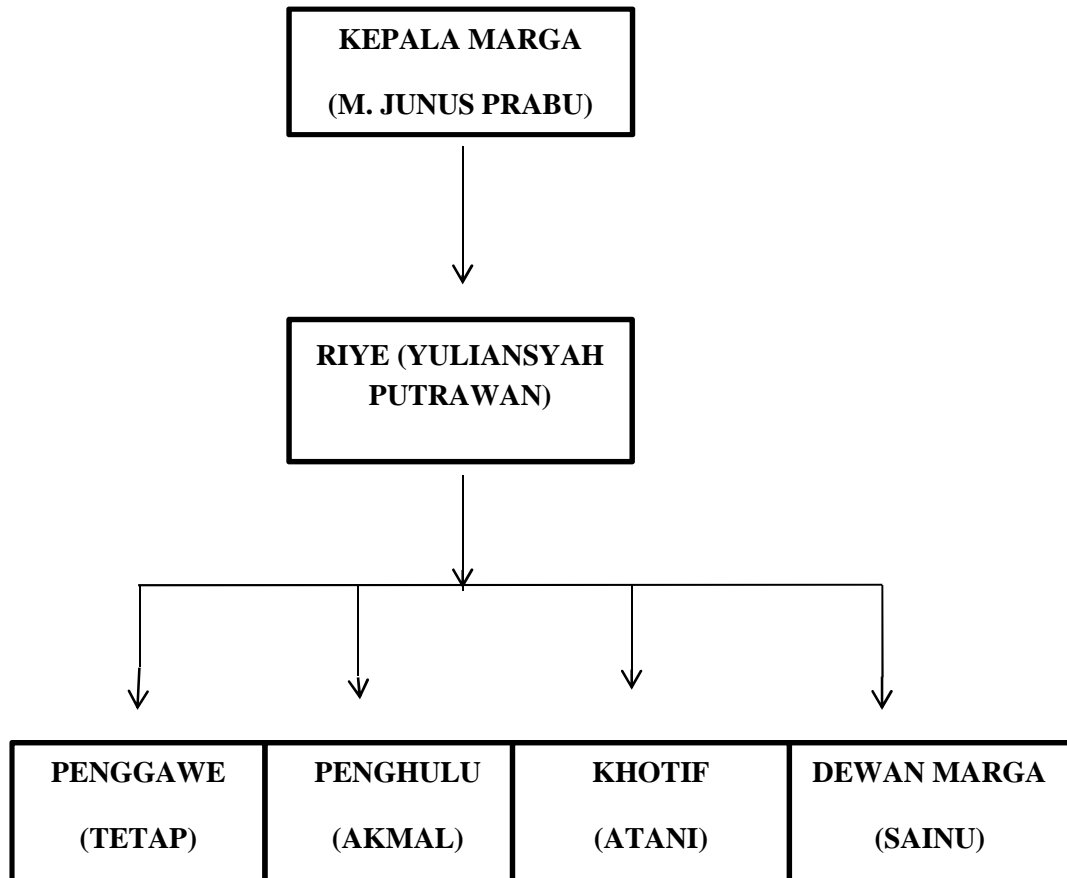 KEPALA MARGA
(M. JUNUS PRABU)
RIYE (YULIANSYAH
PUTRAWAN)
PENGGAWE
(TETAP)
PENGHULU
(AKMAL)
KHOTIF
(ATANI)
DEWAN MARGA
(SAINU)